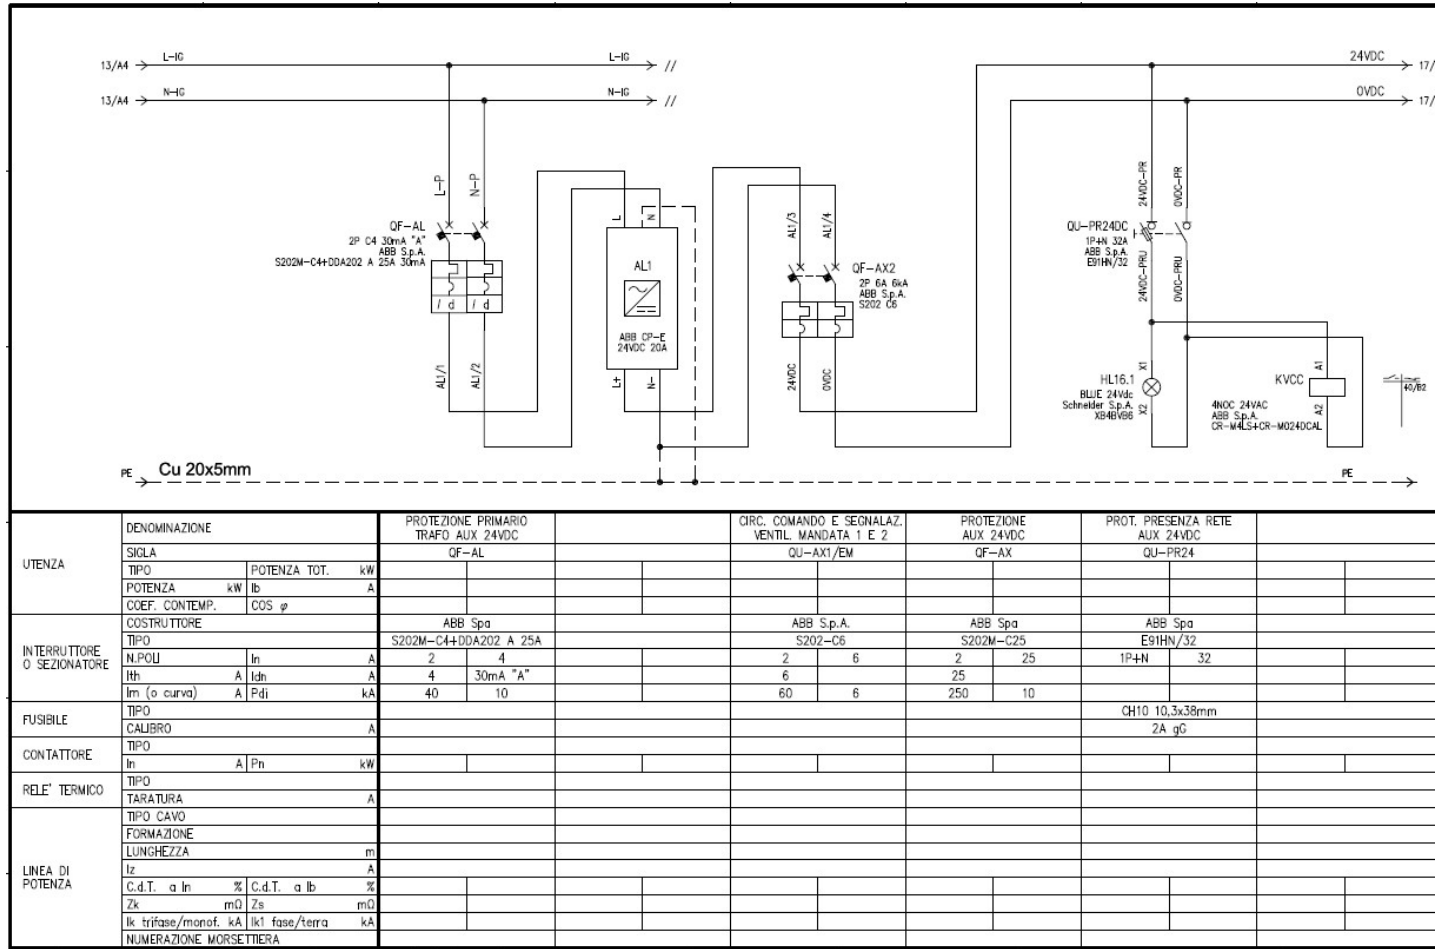 L-IG
L-IG
24VDC
13/A4
//
17/
N-IG
N-IG
0VDC
13/A4
//
17/
L-P
N-P
QF-AL
2P C4 30mA "A"
ABB S.p.A.
S202M-C4+DDA202 A 25A 30mA
I d
I d
AL1/1
AL1/2
L
N
AL1
ABB CP-E
24VDC 20A
L+
N-
AL1/3
AL1/4
QF-AX2
2P 6A 6kA
ABB S.p.A.
S202 C6
24VDC
0VDC
24VDC-PR
0VDC-PR
QU-PR24DC
1P+N 32A
ABB S.p.A.
E91HN/32
24VDC-PRU
0VDC-PRU
X1
HL16.1
BLUE 24Vdc
Schneider S.p.A.
XB4BVB6
X2
A1
KVCC
4NOC 24VAC
ABB S.p.A.
CR-M4LS+CR-M024DCAL
A2
40/B2
PE
Cu 20x5mm
PE
UTENZA
DENOMINAZIONE
PROTEZIONE PRIMARIO
TRAFO AUX 24VDC
CIRC. COMANDO E SEGNALAZ.
VENTIL. MANDATA 1 E 2
PROTEZIONE
AUX 24VDC
PROT. PRESENZA RETE
AUX 24VDC
SIGLA QF-AL QU-AX1/EM QF-AX QU-PR24
TIPO POTENZA TOT. kW
POTENZA kW Ib A
COEF. CONTEMP. COS φ
INTERRUTTORE
O SEZIONATORE
COSTRUTTORE ABB Spa ABB S.p.A. ABB Spa ABB Spa
TIPO S202M-C4+DDA202 A 25A S202-C6 S202M-C25 E91HN/32
N.POLI In A 2 4 2 6 2 25 1P+N 32
Ith A Idn A 4 30mA "A" 6 25
Im (o curva) A Pdi kA 40 10 60 6 250 10
FUSIBILE
TIPO CH10 10,3x38mm
CALIBRO A 2A gG
CONTATTORE
TIPO
In A Pn kW
RELE' TERMICO
TIPO
TARATURA A
LINEA DI
POTENZA
TIPO CAVO
FORMAZIONE
LUNGHEZZA m
Iz A
C.d.T. a In % C.d.T. a Ib %
Zk mΩ Zs mΩ
Ik trifase/monof. kA Ik1 fase/terra kA
NUMERAZIONE MORSETTIERA